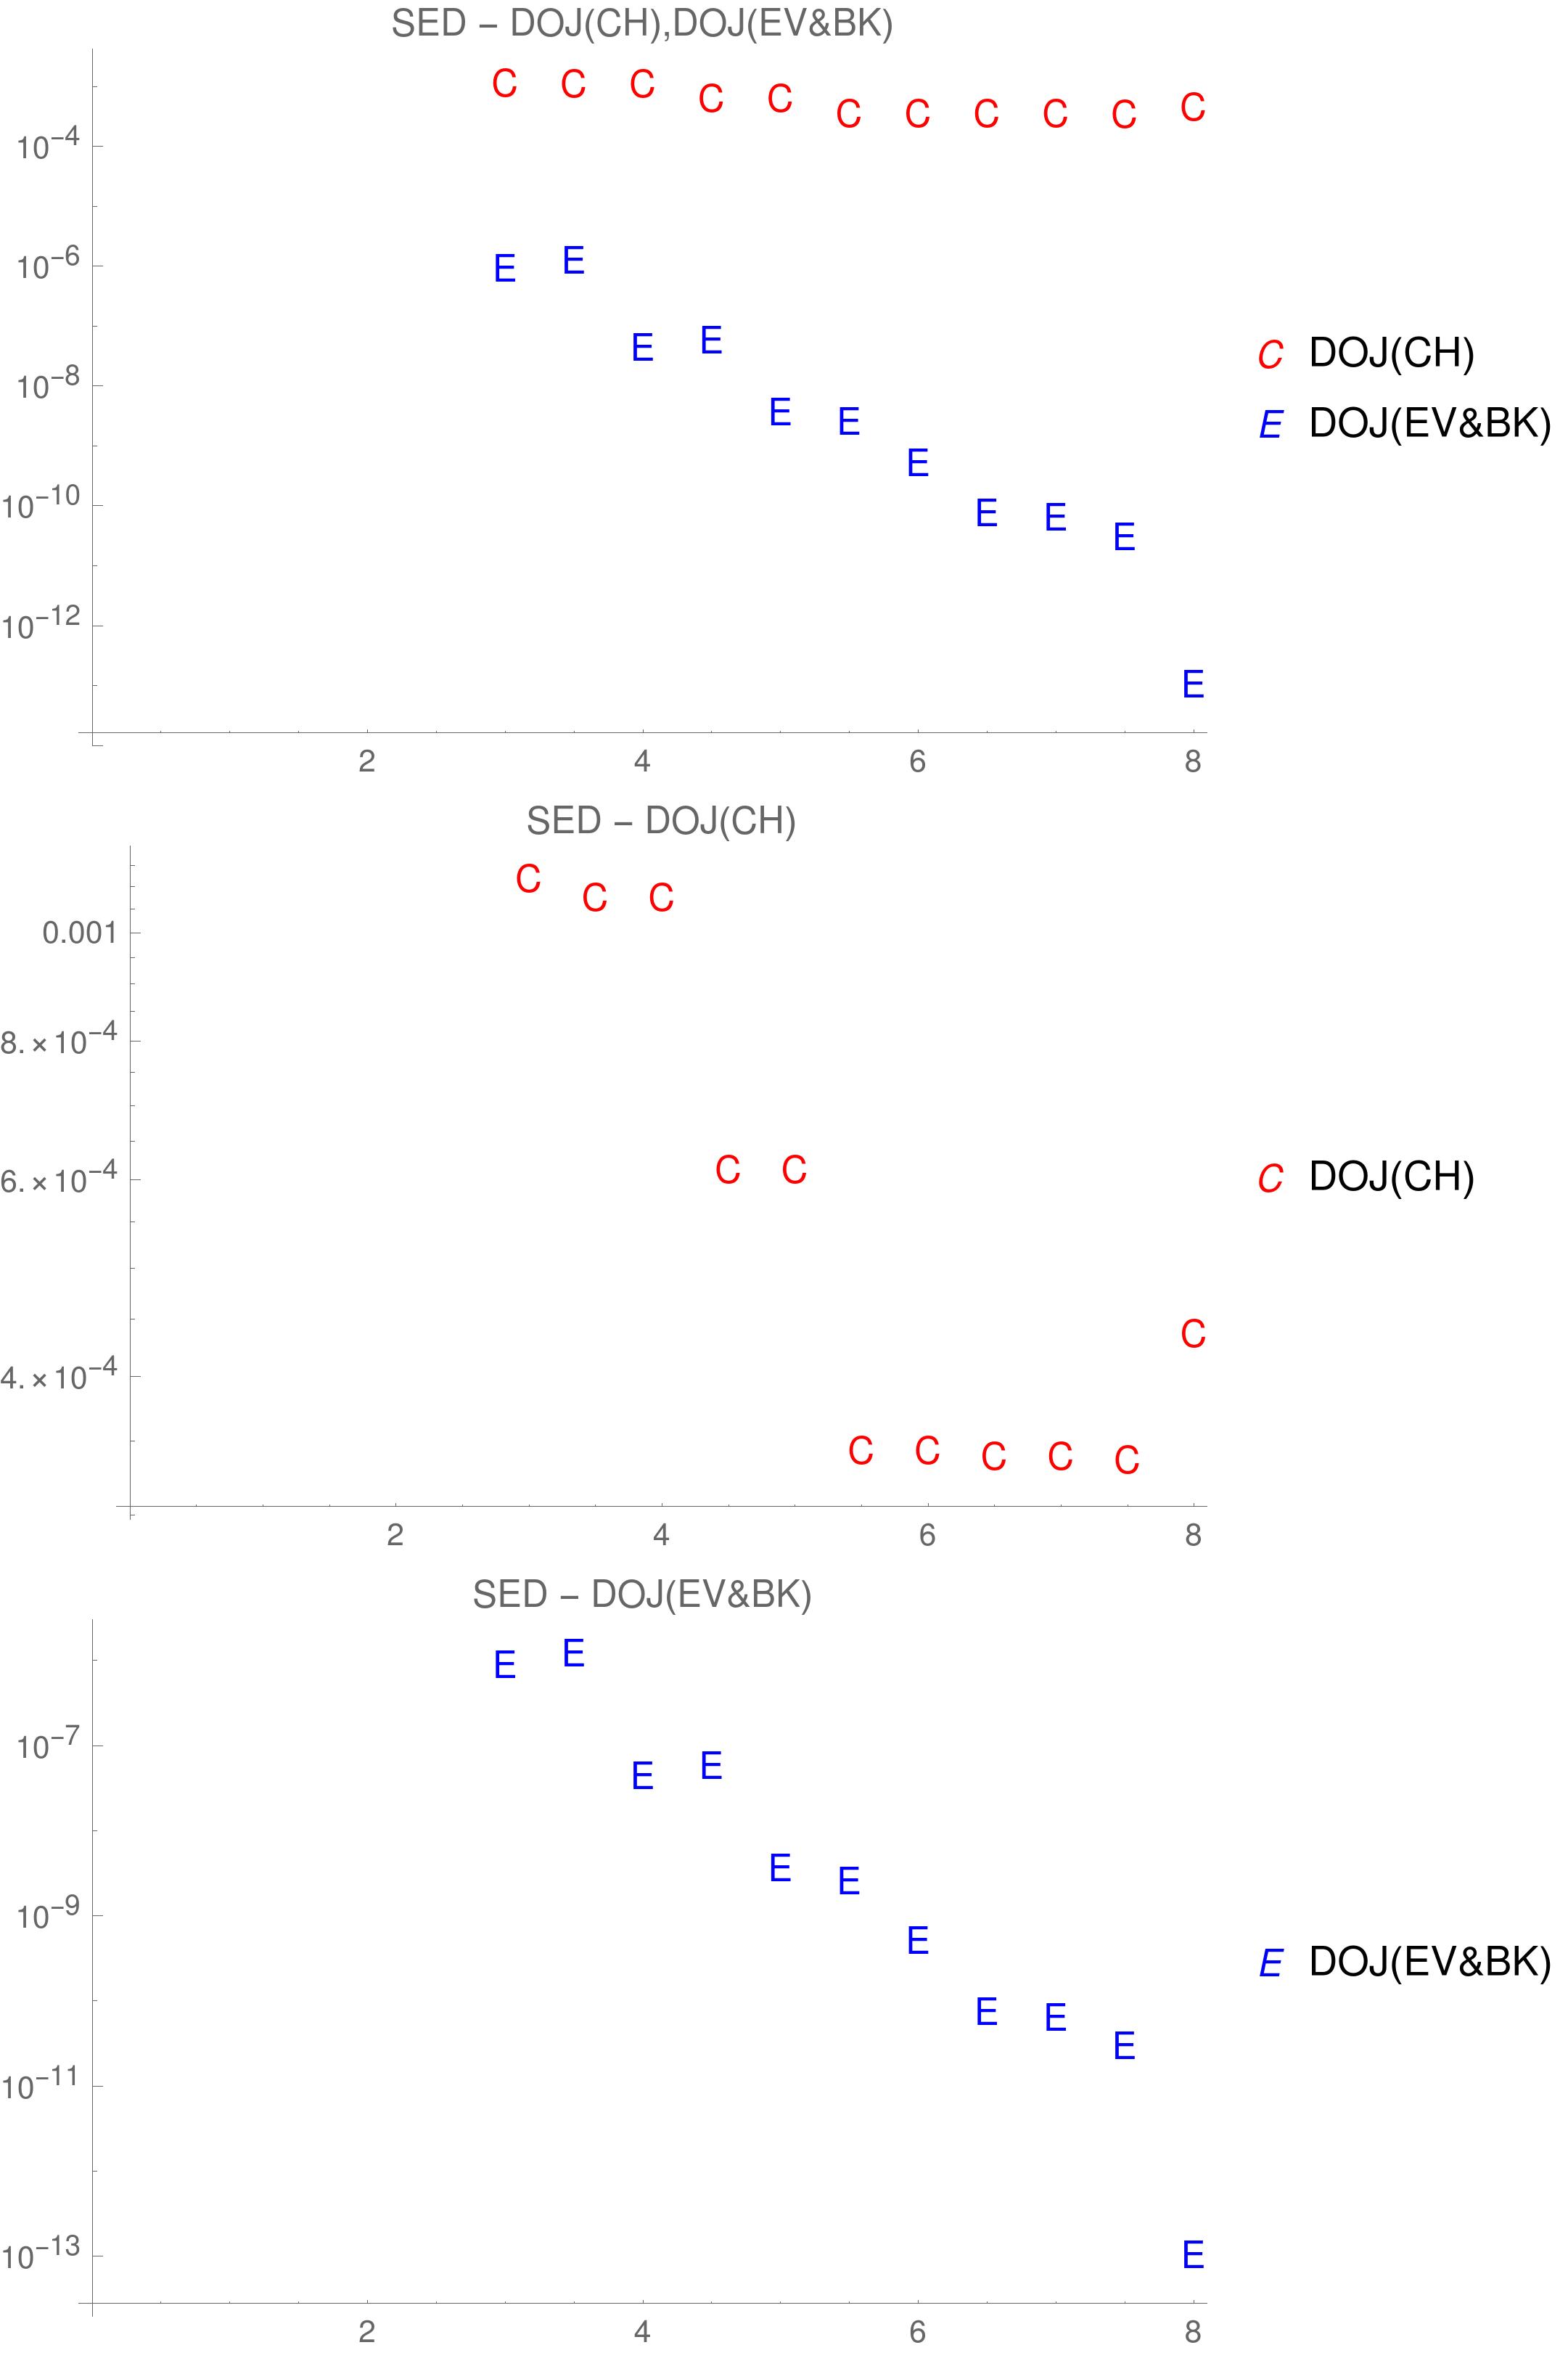 SED − DOJ(CH),DOJ(EV&BK)
C C C C C C C C C C C
10−4
E E
10−6
E E
C DOJ(CH)
10−8
E E
E DOJ(EV&BK)
E
10−10
E E E
10−12
E
2 4 6 8
SED − DOJ(CH)
C C C
0.001
8.×10−4
C C
6.×10−4
C DOJ(CH)
C
4.×10−4
C C C C C
2 4 6 8
SED − DOJ(EV&BK)
E E
10−7
E E
E E
10−9
E
E DOJ(EV&BK)
E E E
10−11
10−13
E
2 4 6 8